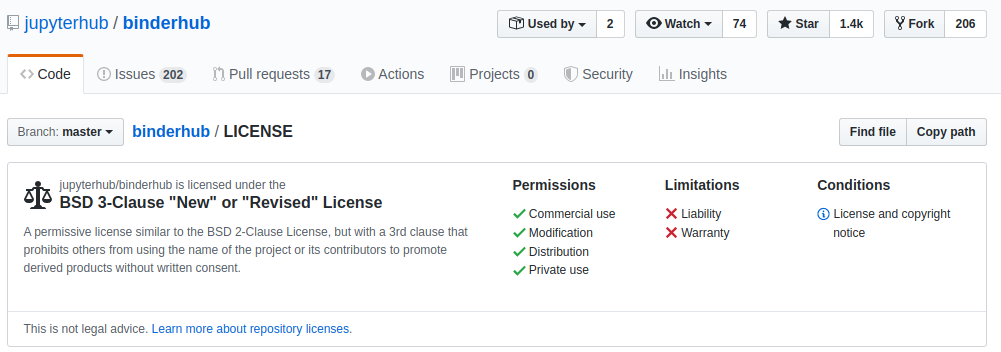 jupyterhub / binderhub
Used by 2 Watch 74 Star 1.4k Fork 206
Code Issues 202 Pull requests 17 Actions Projects 0 Security Insights
Branch: master binderhub / LICENSE Find file Copy path
jupyterhub/binderhub is licensed under the
BSD 3-Clause "New" or "Revised" License
A permissive license similar to the BSD 2-Clause License, but with a 3rd clause that
prohibits others from using the name of the project or its contributors to promote
derived products without written consent.
Permissions
Commercial use
Modification
Distribution
Private use
Limitations
Liability
Warranty
Conditions
License and copyright
notice
This is not legal advice. Learn more about repository licenses.